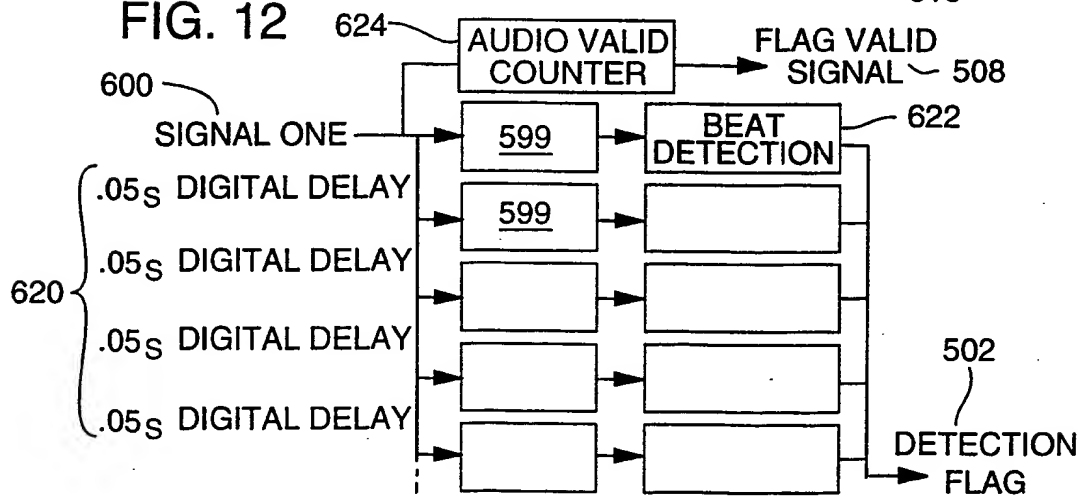 FIG. 12
624
AUDIO VALID
COUNTER
FLAG VALID
SIGNAL 508
600
SIGNAL ONE
599
BEAT
DETECTION
622
.05s DIGITAL DELAY
599
.05s DIGITAL DELAY
620
.05s DIGITAL DELAY
.05s DIGITAL DELAY
502
DETECTION
FLAG